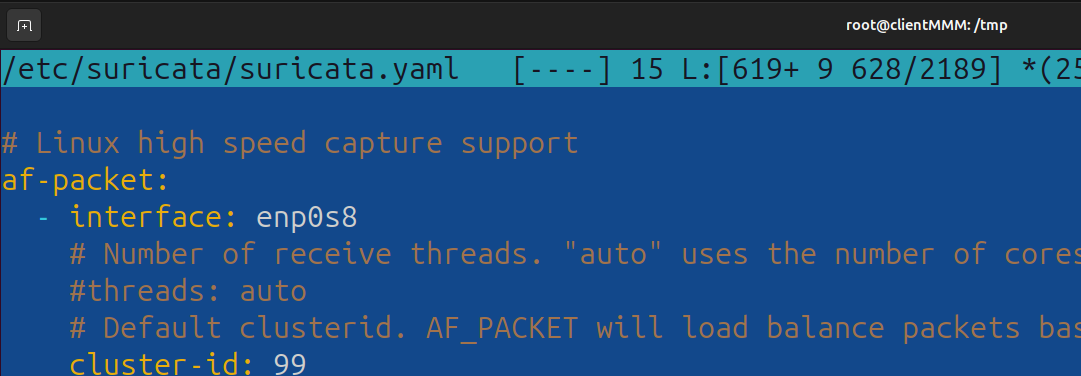 root@clientMMM: /tmp
/etc/suricata/suricata.yaml [----] 15 L:[619+ 9 628/2189] *(25
# Linux high speed capture support
af-packet:
- interface: enp0s8
# Number of receive threads. "auto" uses the number of cores
#threads: auto
# Default clusterid. AF_PACKET will load balance packets bas
cluster-id: 99